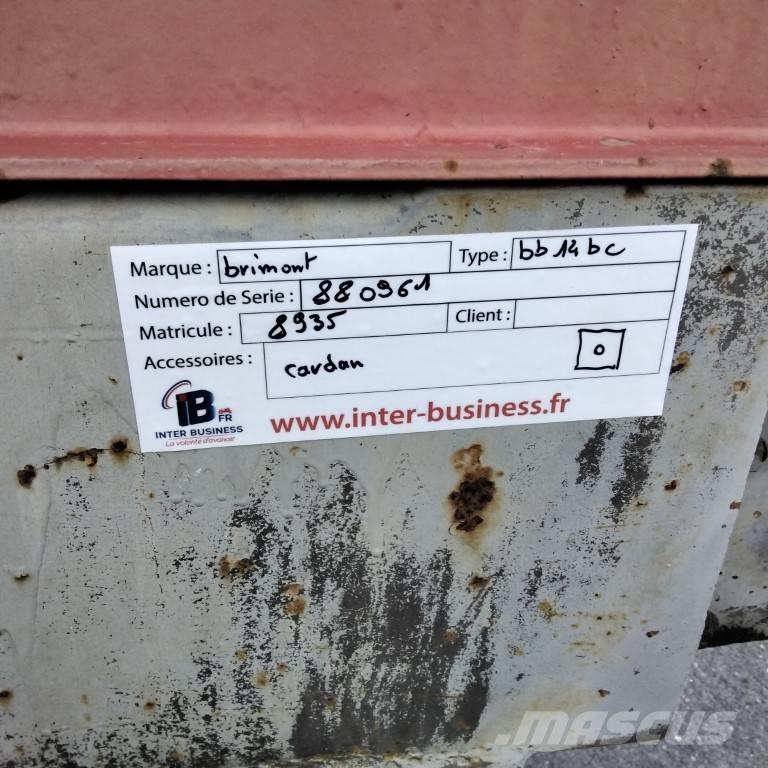 Marque : brimont Type : bb14bc
Numero de Serie : 880961
Matricule : 8935 Client :
Accessoires : cardan 0
IB FR
INTER BUSINESS
La volonté d'avancer
www.inter-business.fr
MASCUS